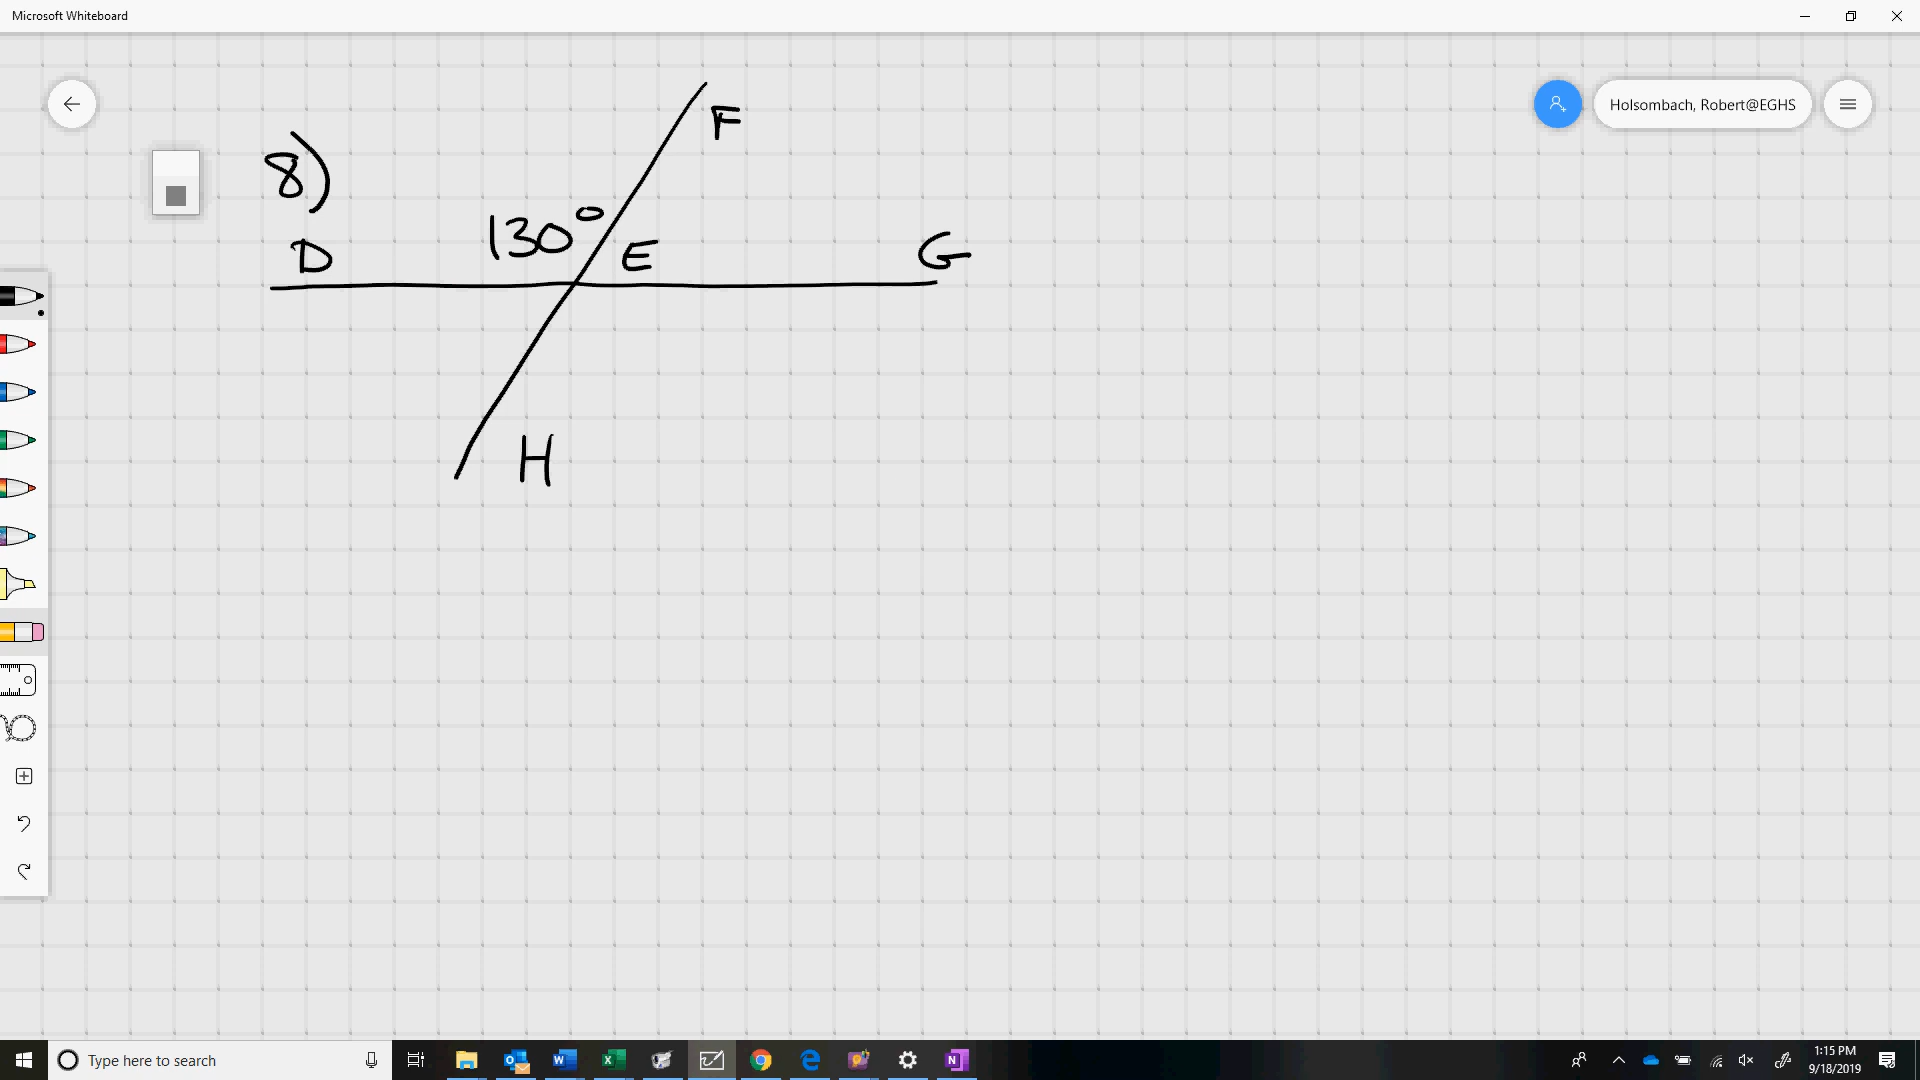 Microsoft Whiteboard
Holsombach, Robert@EGHS
8)
F
130°
D
E
G
H
Type here to search
1:15 PM
9/18/2019